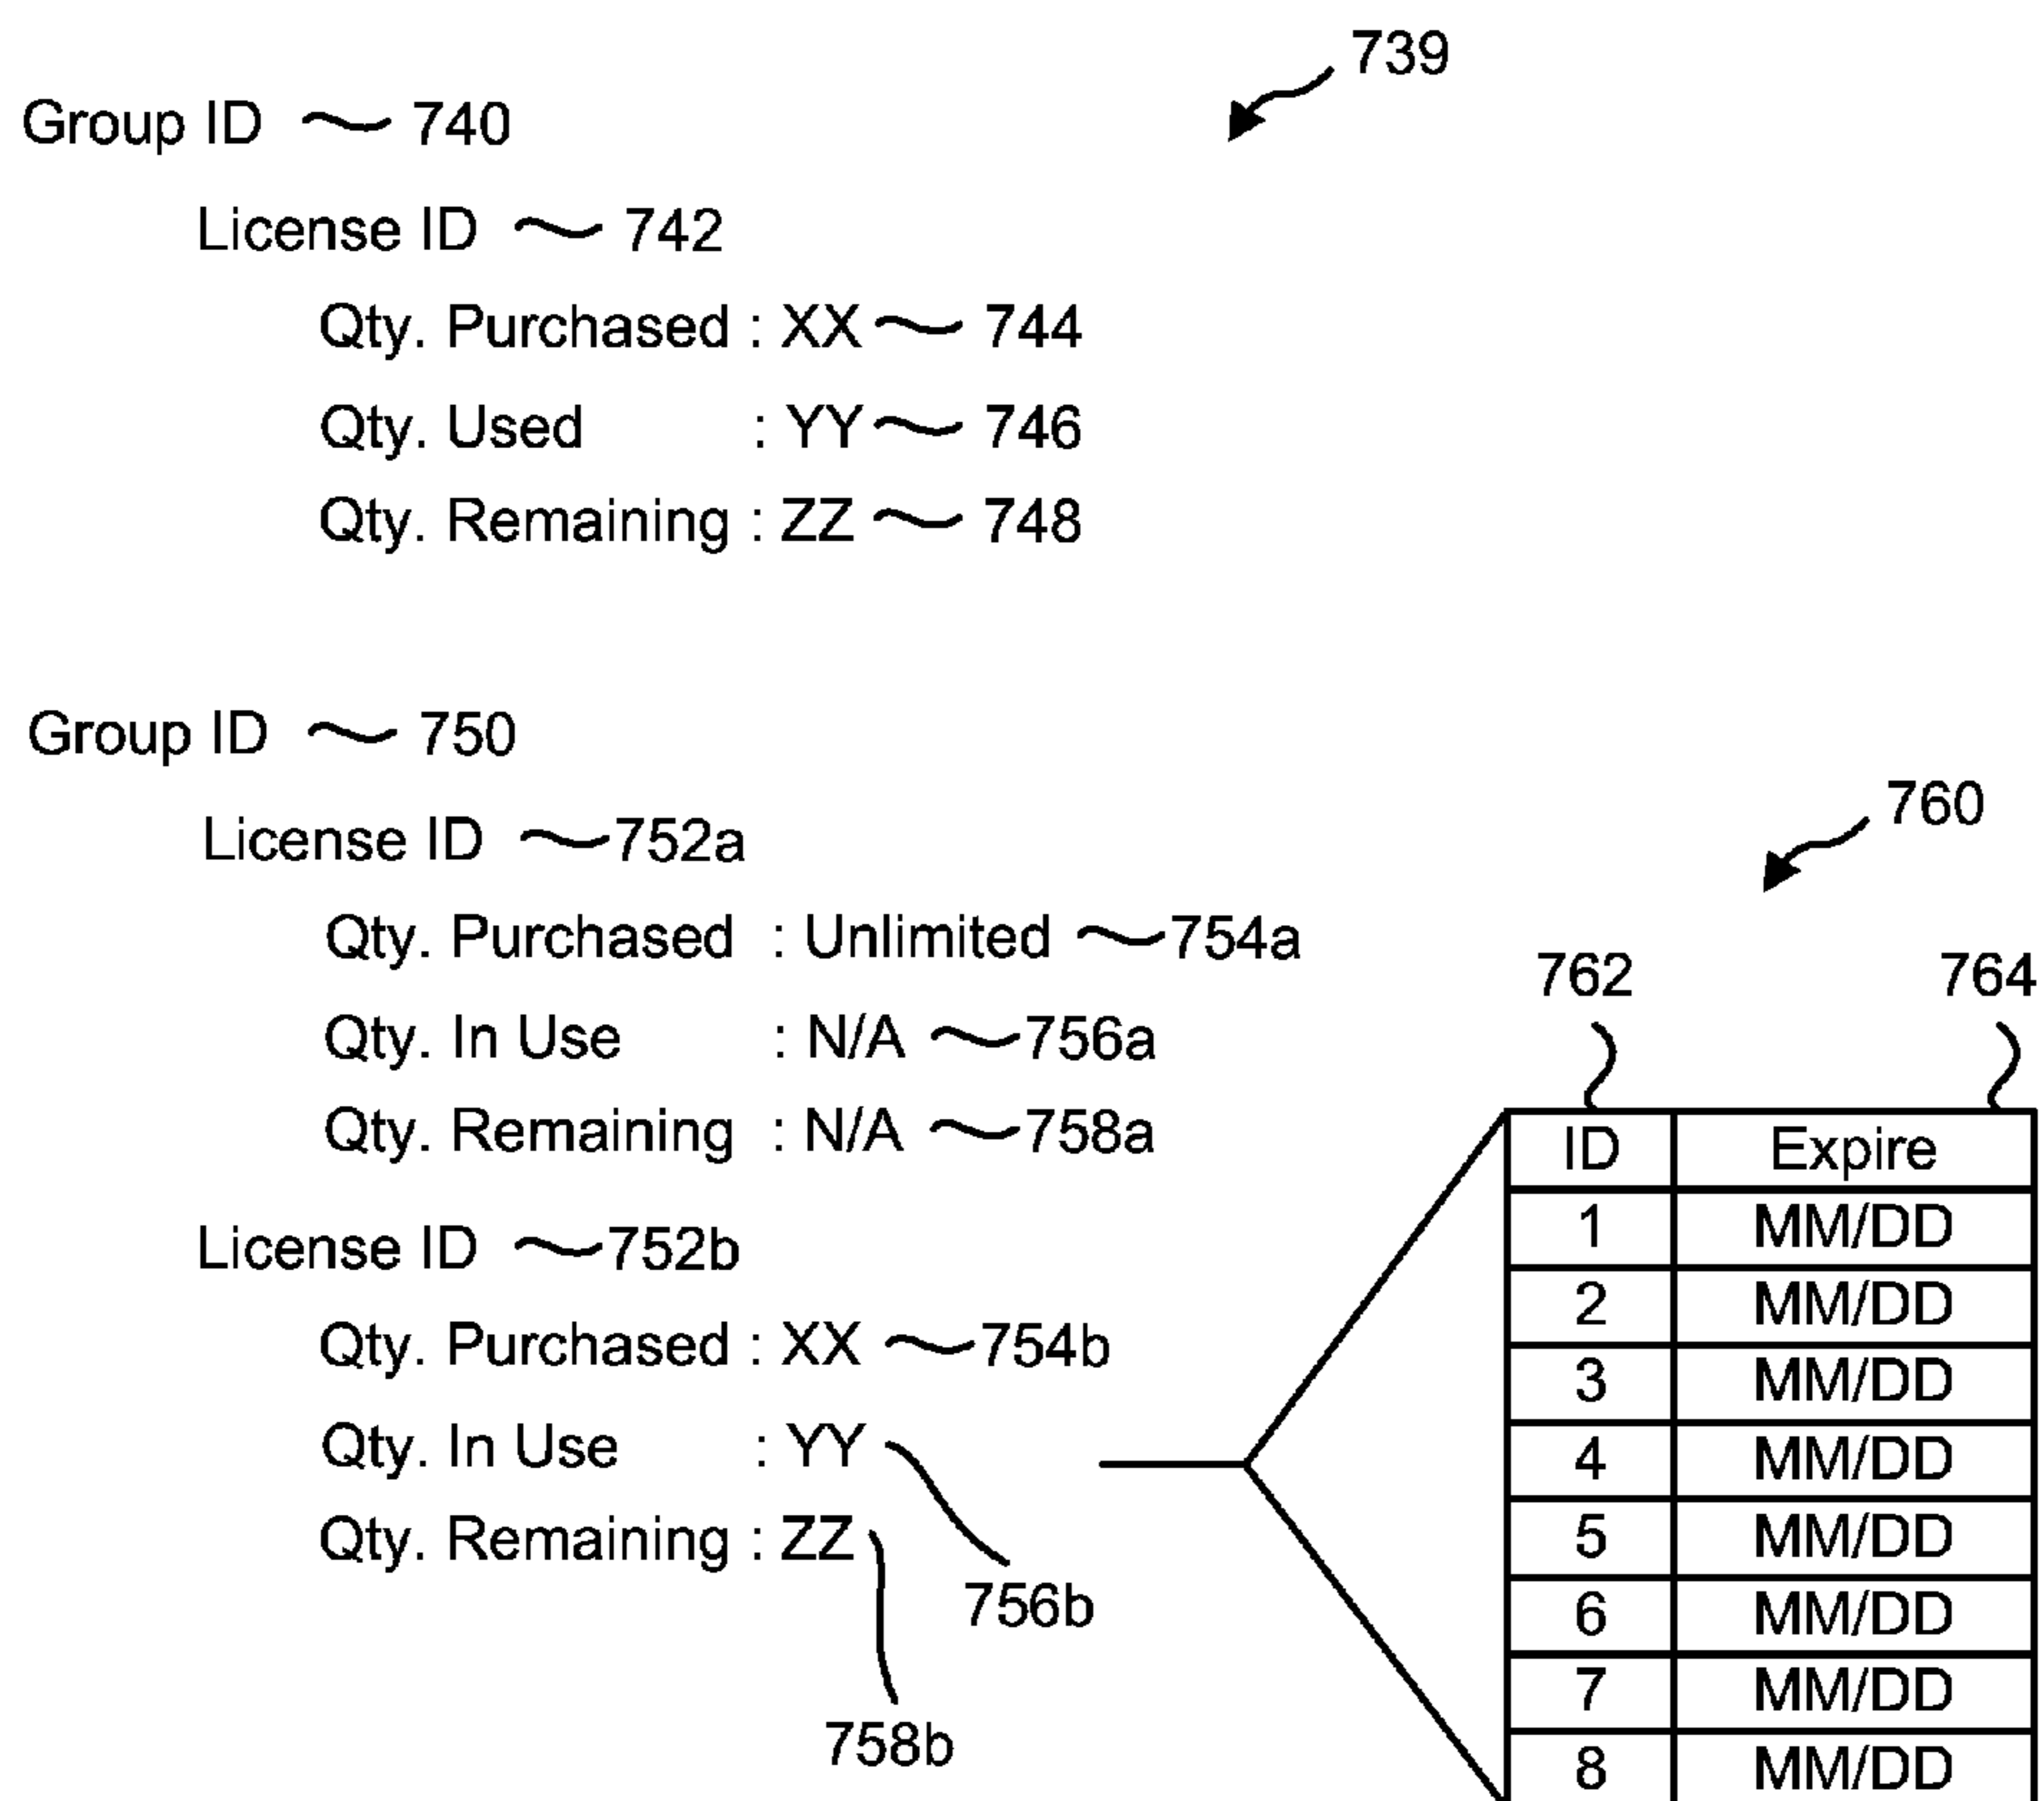 739
Group ID 740
License ID 742
Qty. Purchased : XX 744
Qty. Used : YY 746
Qty. Remaining : ZZ 748
Group ID 750
License ID 752a
Qty. Purchased : Unlimited 754a
Qty. In Use : N/A 756a
Qty. Remaining : N/A 758a
License ID 752b
Qty. Purchased : XX 754b
Qty. In Use : YY
Qty. Remaining : ZZ
756b
758b
760
762 764
ID Expire
1 MM/DD
2 MM/DD
3 MM/DD
4 MM/DD
5 MM/DD
6 MM/DD
7 MM/DD
8 MM/DD